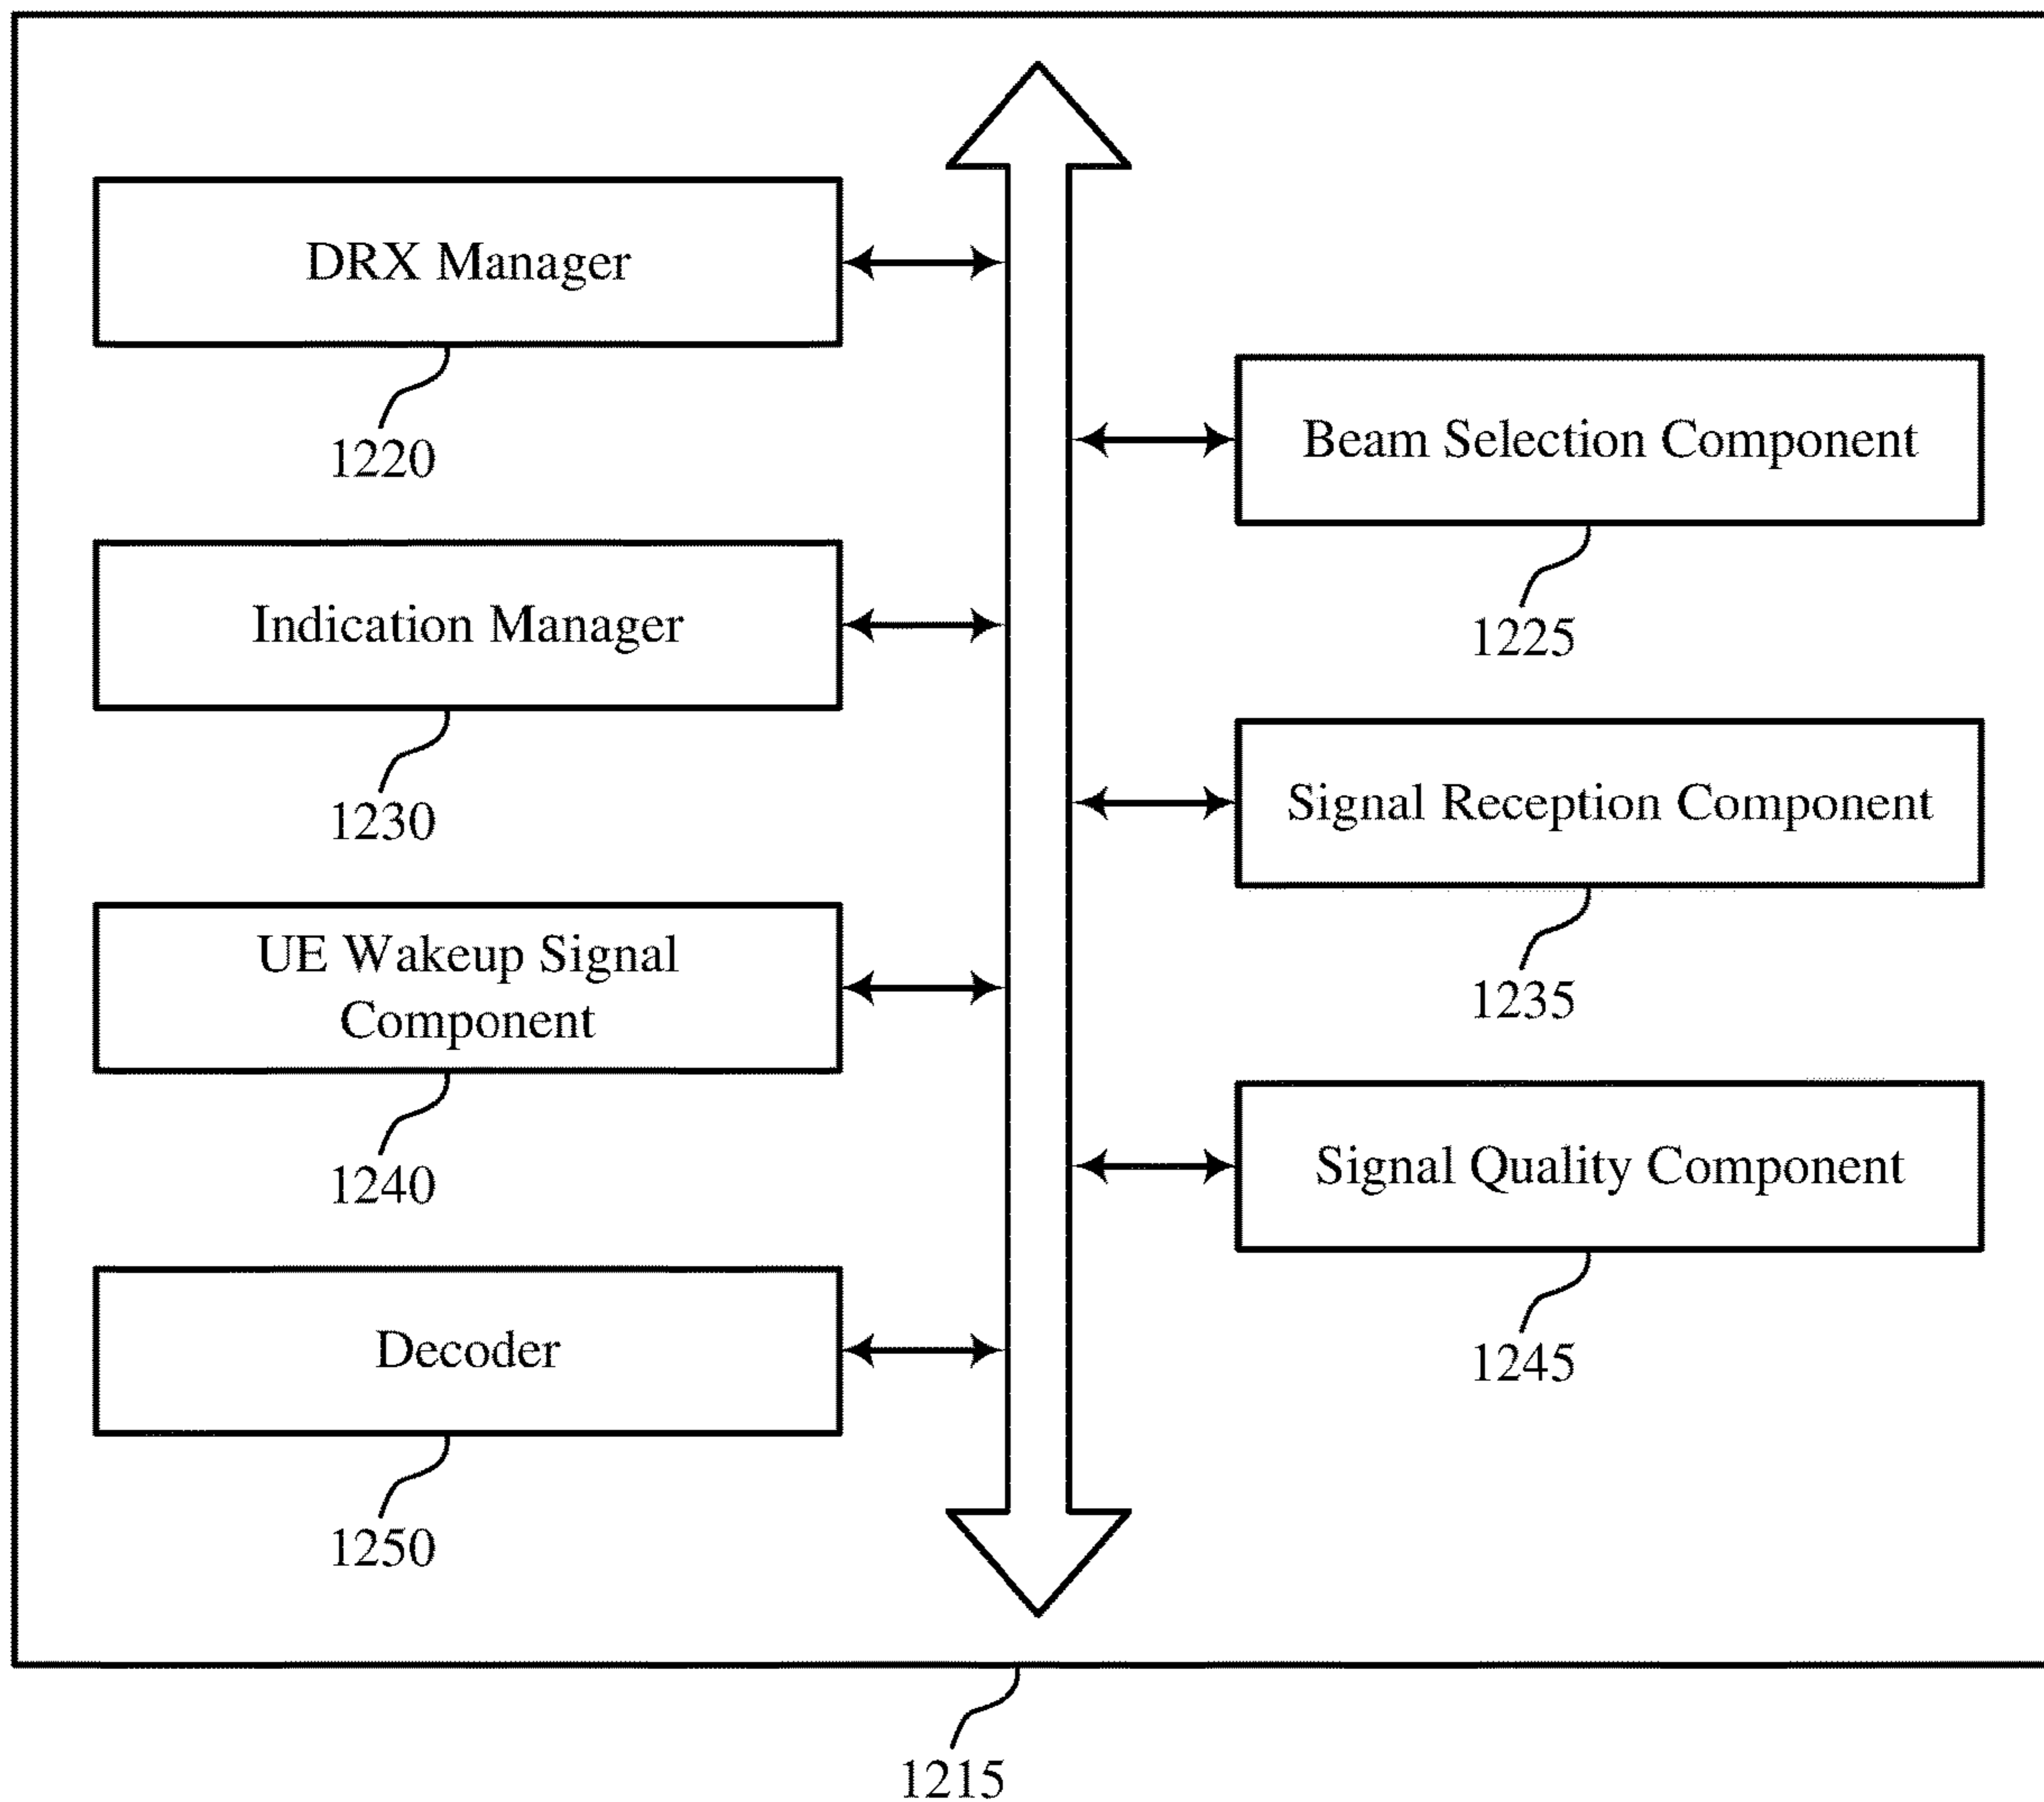 DRX Manager
1220
Beam Selection Component
1225
Indication Manager
1230
Signal Reception Component
1235
UE Wakeup Signal
Component
1240
Signal Quality Component
1245
Decoder
1250
1215